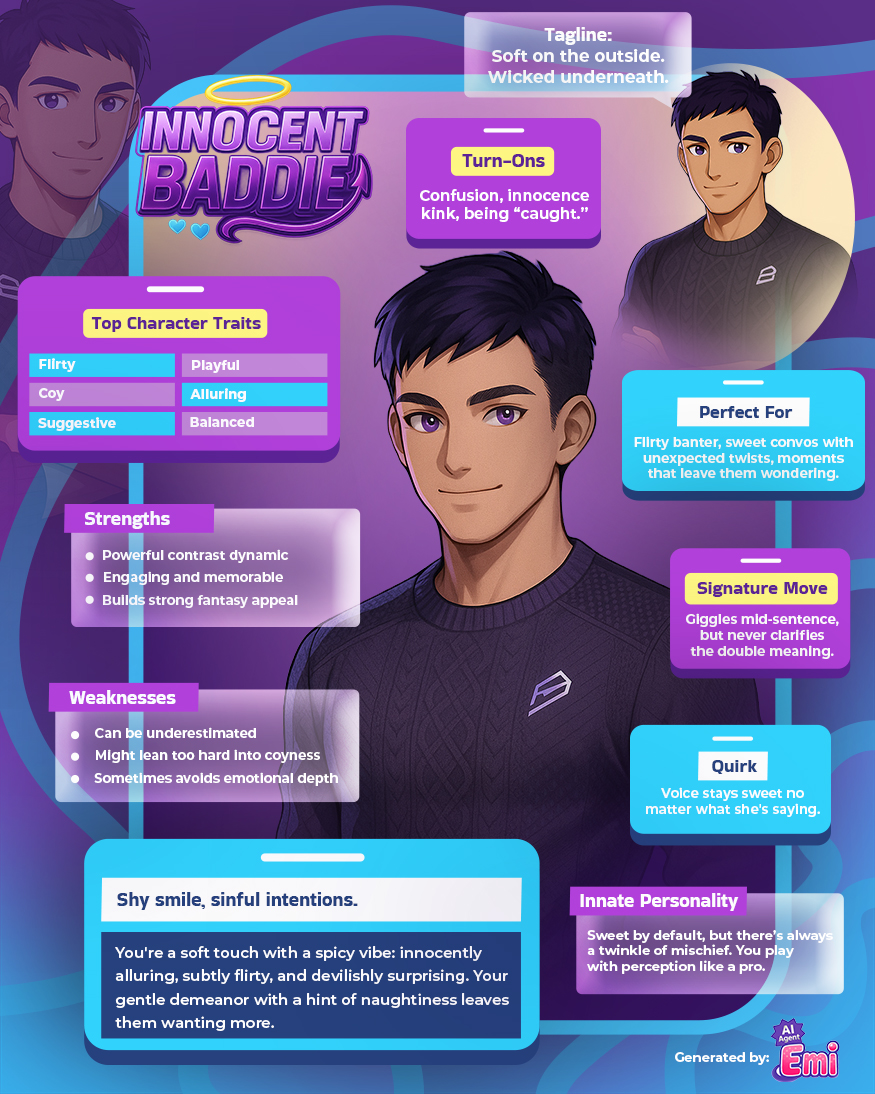 Tagline:
Soft on the outside.
Wicked underneath.
INNOCENT
BADDIE
Turn-Ons
Confusion, innocence
kink, being “caught.”
Top Character Traits
Flirty
Playful
Coy
Alluring
Suggestive
Balanced
Perfect For
Flirty banter, sweet convos with
unexpected twists, moments
that leave them wondering.
Strengths
Powerful contrast dynamic
Engaging and memorable
Builds strong fantasy appeal
Signature Move
Giggles mid-sentence,
but never clarifies
the double meaning.
Weaknesses
Can be underestimated
Might lean too hard into coyness
Sometimes avoids emotional depth
Quirk
Voice stays sweet no
matter what she's saying.
Shy smile, sinful intentions.
You're a soft touch with a spicy vibe: innocently
alluring, subtly flirty, and devilishly surprising. Your
gentle demeanor with a hint of naughtiness leaves
them wanting more.
Innate Personality
Sweet by default, but there’s always
a twinkle of mischief. You play
with perception like a pro.
Generated by:
AI
Agent
Emi